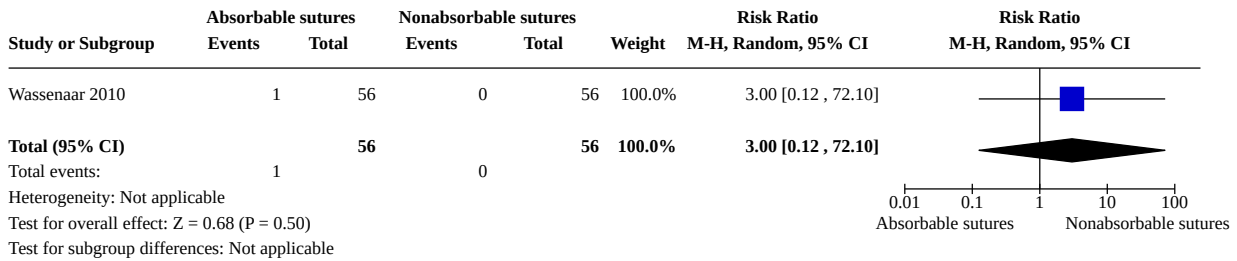 Absorbable sutures Nonabsorbable sutures Risk Ratio Risk Ratio
Study or Subgroup Events Total Events Total Weight M-H, Random, 95% CI M-H, Random, 95% CI
Wassenaar 2010 1 56 0 56 100.0% 3.00 [0.12 , 72.10]
Total (95% CI) 56 56 100.0% 3.00 [0.12 , 72.10]
Total events: 1 0
Heterogeneity: Not applicable
0.01 0.1 1 10 100
Test for overall effect: Z = 0.68 (P = 0.50)
Absorbable sutures Nonabsorbable sutures
Test for subgroup differences: Not applicable